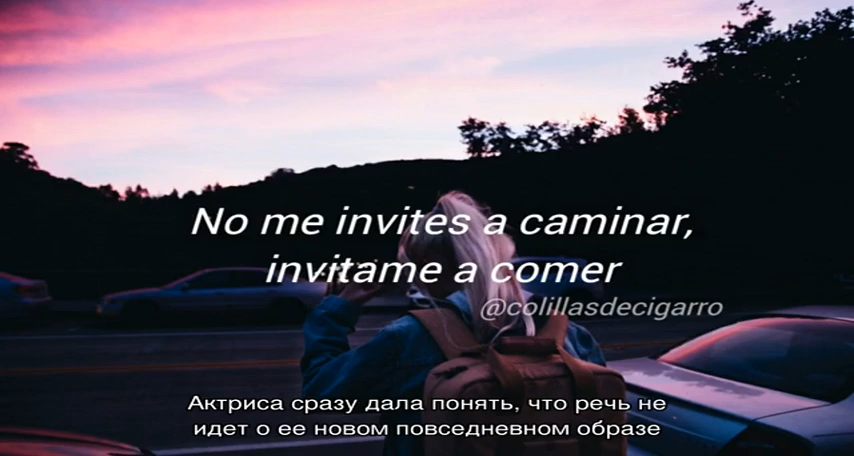 No me invites a caminar,
invitame a comer
@colillasdecigarro
Актриса сразу дала понять, что речь не
идет о ее новом повседневном образе